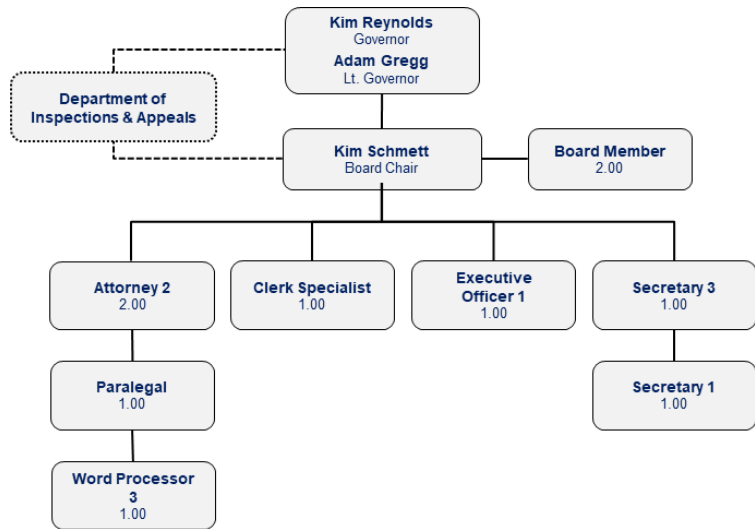 Kim Reynolds
Governor
Adam Gregg
Lt. Governor
Department of
Inspections & Appeals
Kim Schmett
Board Chair
Board Member
2.00
Attorney 2
2.00
Clerk Specialist
1.00
Executive
Officer 1
1.00
Secretary 3
1.00
Paralegal
1.00
Secretary 1
1.00
Word Processor
3
1.00